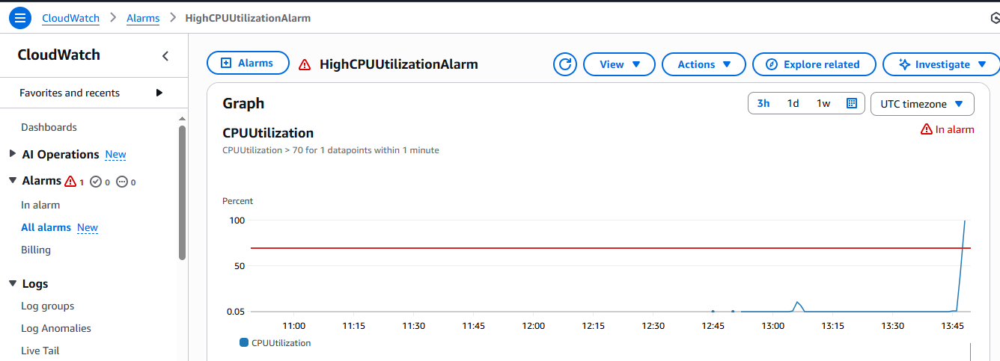 CloudWatch > Alarms > HighCPUUtilizationAlarm
CloudWatch
Favorites and recents
Dashboards
AI Operations New
Alarms 1 0 0
In alarm
All alarms New
Billing
Logs
Log groups
Log Anomalies
Live Tail
Alarms
HighCPUUtilizationAlarm
View
Actions
Explore related
Investigate
Graph
3h 1d 1w
UTC timezone
CPUUtilization
In alarm
CPUUtilization > 70 for 1 datapoints within 1 minute
Percent
100
50
0.05
11:00 11:15 11:30 11:45 12:00 12:15 12:30 12:45 13:00 13:15 13:30 13:45
CPUUtilization